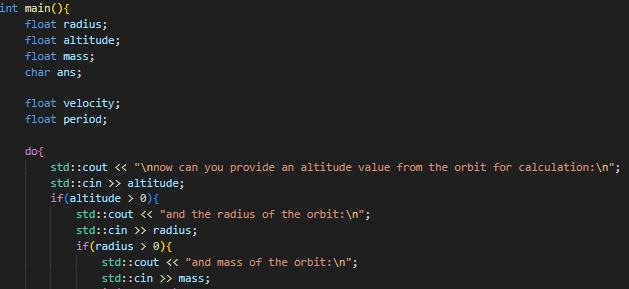 int main(){
float radius;
float altitude;
float mass;
char ans;
float velocity;
float period;
do{
std::cout << "\nnow can you provide an altitude value from the orbit for calculation:\n";
std::cin >> altitude;
if(altitude > 0){
std::cout << "and the radius of the orbit:\n";
std::cin >> radius;
if(radius > 0){
std::cout << "and mass of the orbit:\n";
std::cin >> mass;